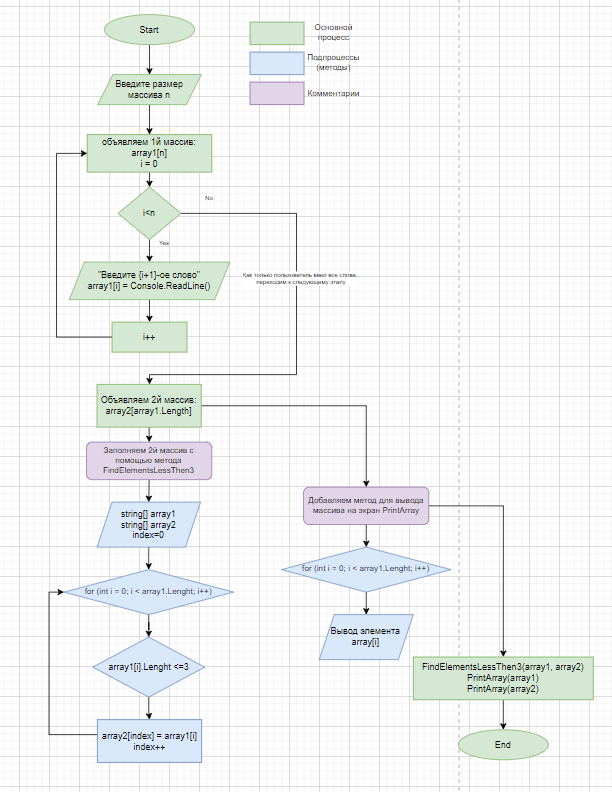 Start
Основной
процесс
Подпроцессы
(методы)
Комментарии
Введите размер
массива n
объявляем 1й массив:
array1[n]
i = 0
i<n
No
Yes
"Введите {i+1}-ое слово"
array1[i] = Console.ReadLine()
Как только пользователь ввел все слова,
переходим к следующему этапу
i++
Объявляем 2й массив:
array2[array1.Length]
Заполняем 2й массив с
помощью метода
FindElementsLessThen3
string[] array1
string[] array2
index=0
for (int i = 0; i < array1.Lenght; i++)
array1[i].Lenght <=3
array2[index] = array1[i]
index++
Добавляем метод для вывода
массива на экран PrintArray
for (int i = 0; i < array1.Lenght; i++)
Вывод элемента
array[i]
FindElementsLessThen3(array1, array2)
PrintArray(array1)
PrintArray(array2)
End